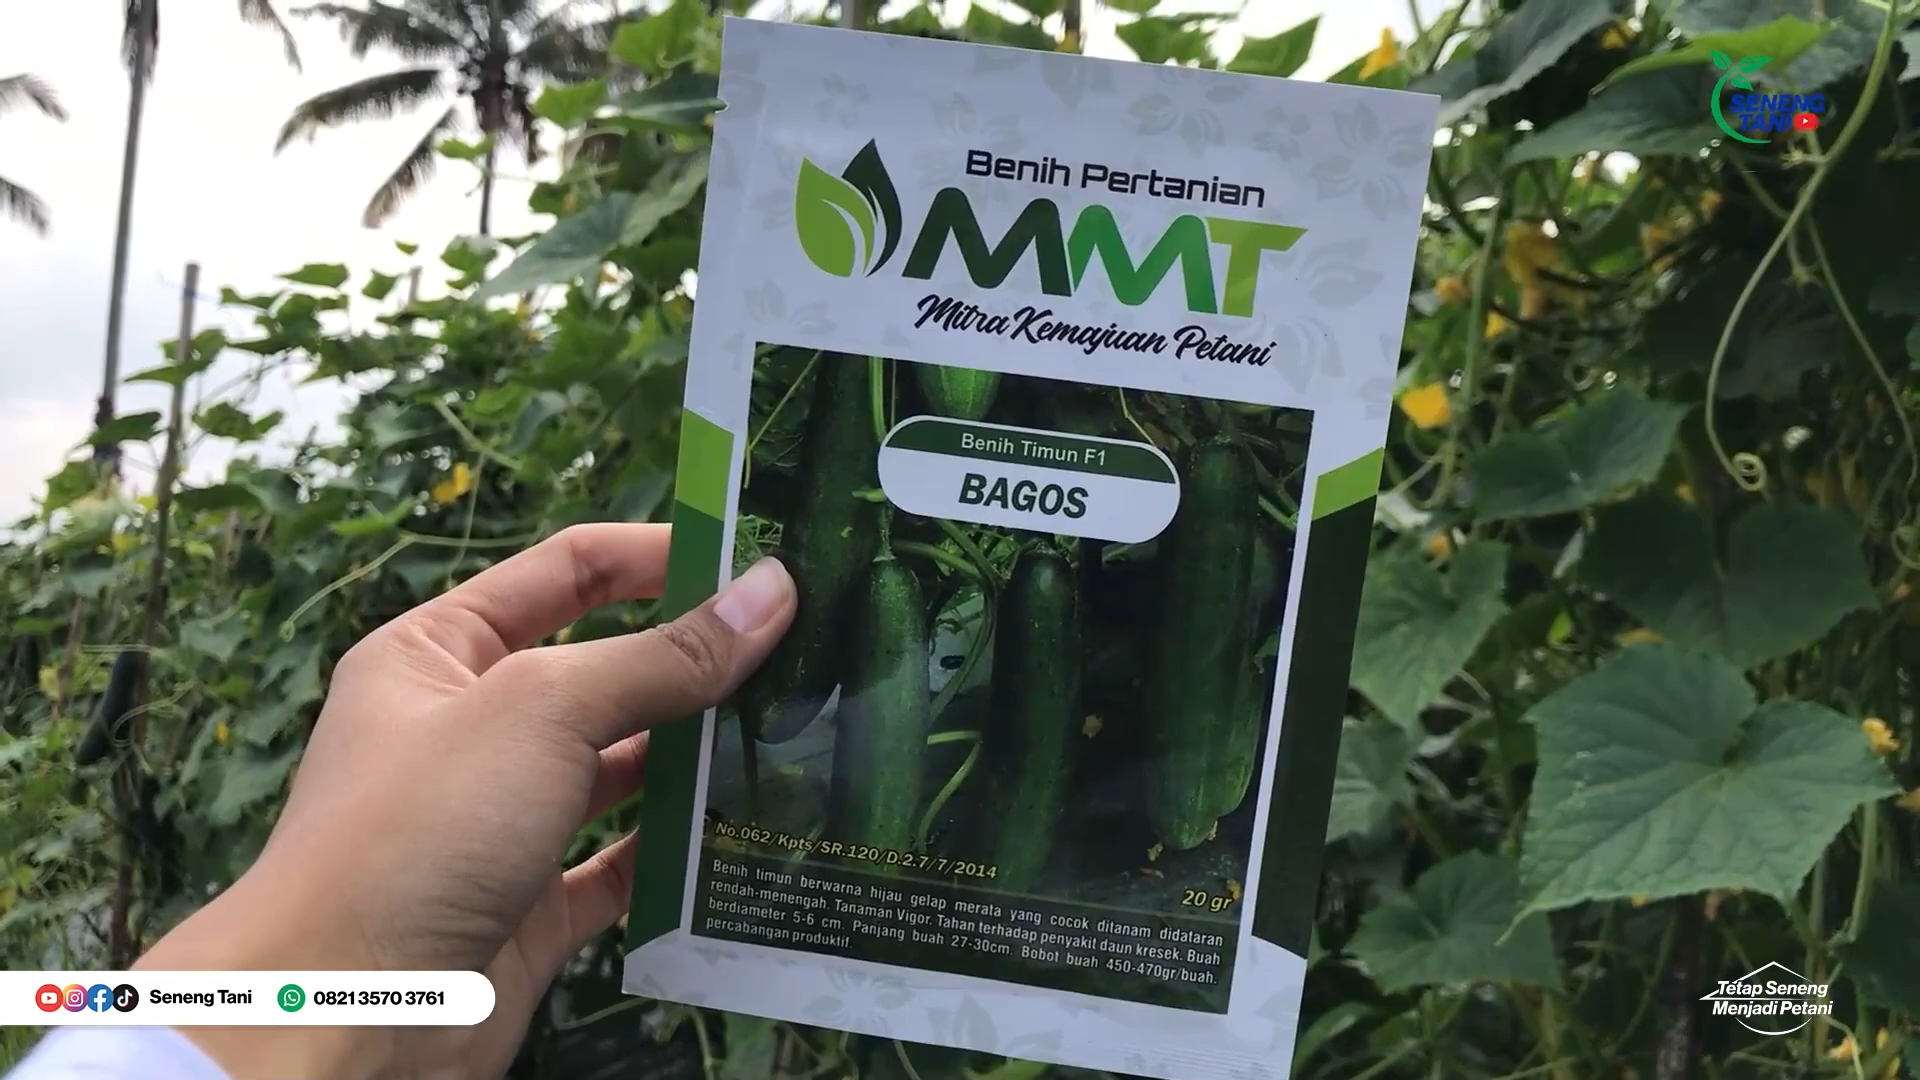 SENENG
TANI
Benih Pertanian
MMT
Mitra Kemajuan Petani
Benih Timun F1
BAGOS
No.062/Kpts/SR.120/D.2.7/7/2014
20 gr
Benih timun berwarna hijau gelap merata yang cocok ditanam didataran
rendah-menengah. Tanaman Vigor. Tahan terhadap penyakit daun kresek. Buah
berdiameter 5-6 cm. Panjang buah 27-30cm. Bobot buah 450-470gr/buah.
percabangan produktif.
Seneng Tani 0821 3570 3761
Tetap Seneng
Menjadi Petani